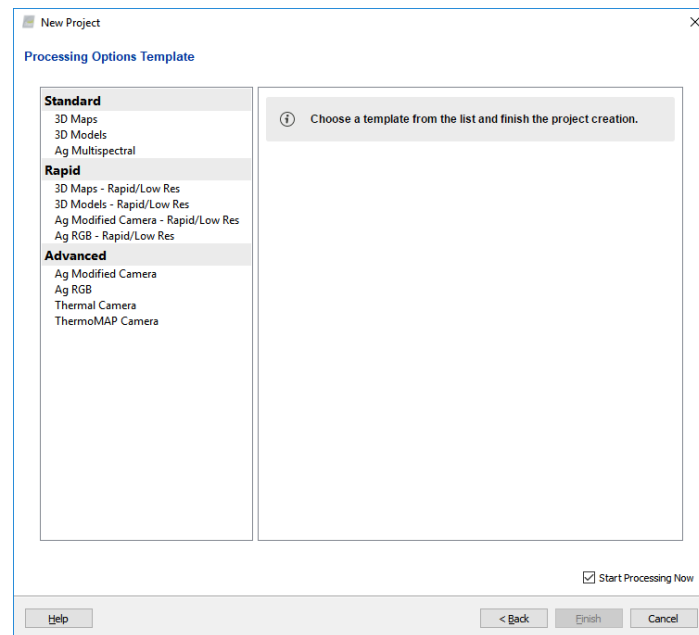 New Project
Processing Options Template
Standard
3D Maps
3D Models
Ag Multispectral
Rapid
3D Maps - Rapid/Low Res
3D Models - Rapid/Low Res
Ag Modified Camera - Rapid/Low Res
Ag RGB - Rapid/Low Res
Advanced
Ag Modified Camera
Ag RGB
Thermal Camera
ThermoMAP Camera
Choose a template from the list and finish the project creation.
Start Processing Now
Help
< Back
Finish
Cancel